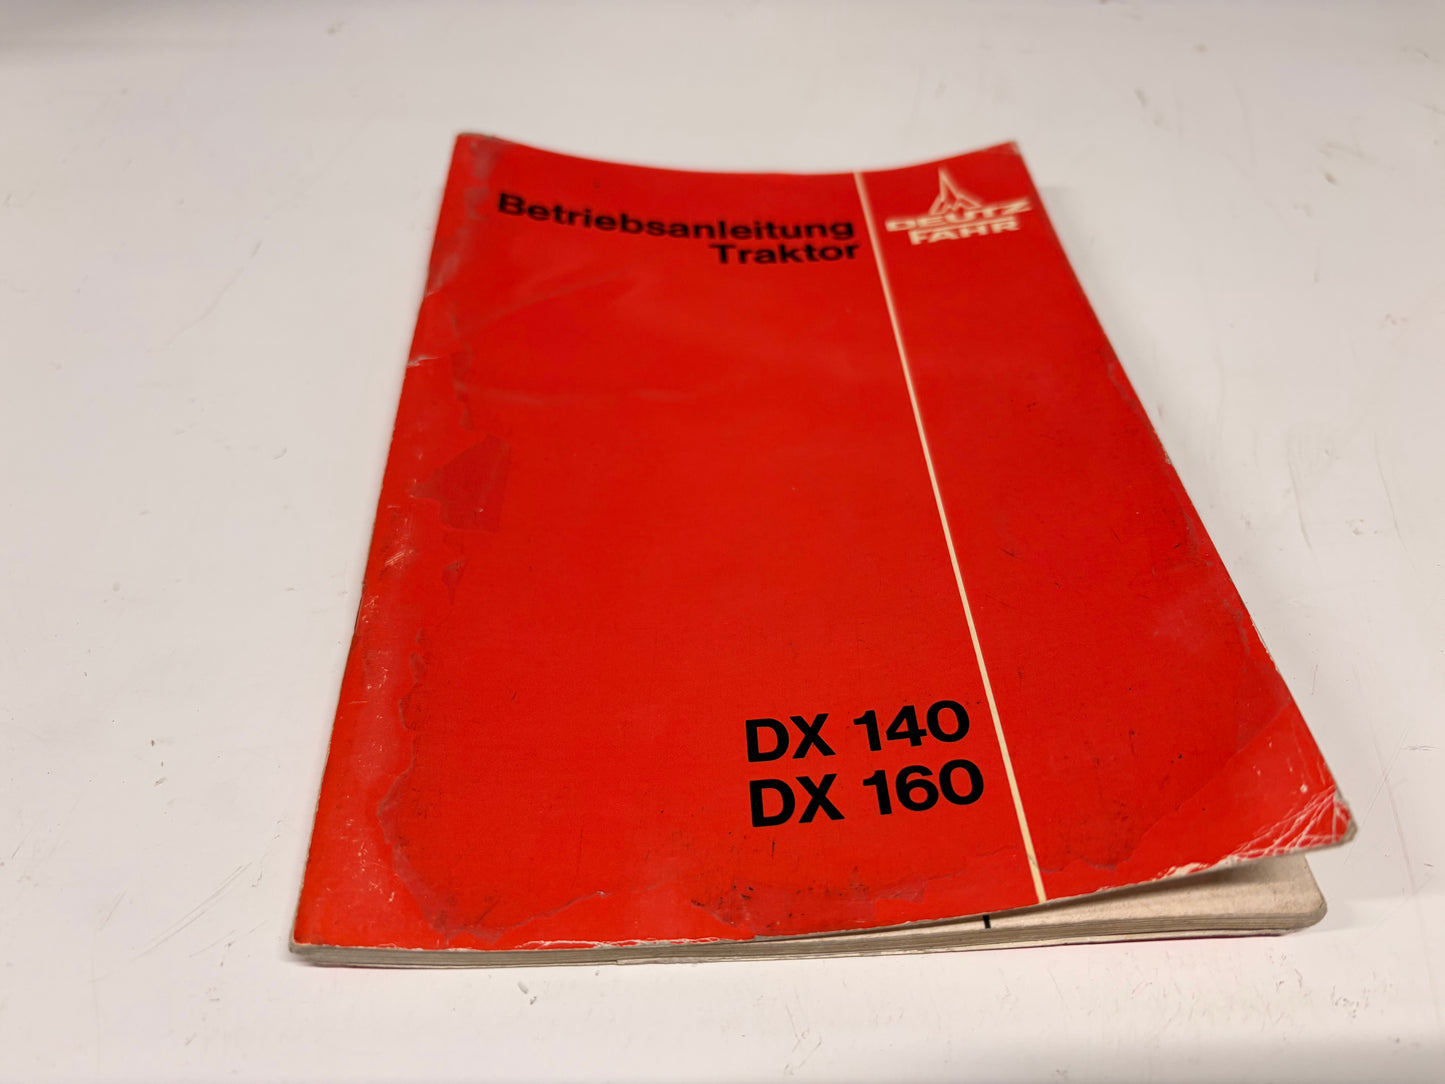 Betriebsanleitung
Traktor
DEUTZ
FAHR
DX 140
DX 160